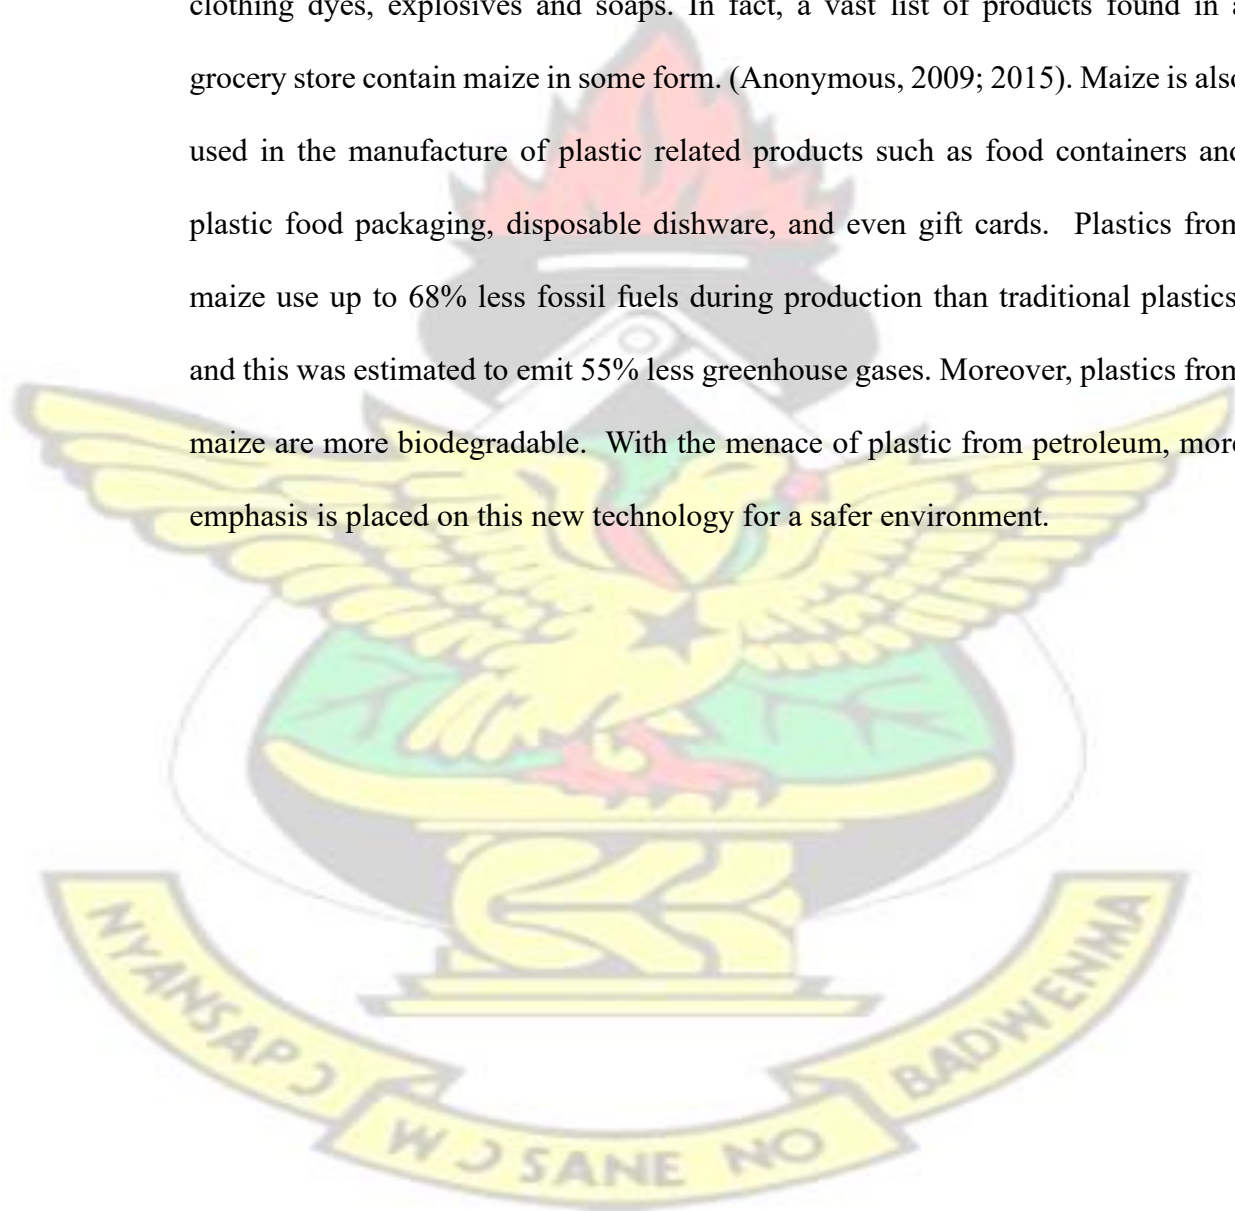 clothing dyes, explosives and soaps. In fact, a vast list of products found in a
grocery store contain maize in some form. (Anonymous, 2009; 2015). Maize is also
used in the manufacture of plastic related products such as food containers and
plastic food packaging, disposable dishware, and even gift cards.  Plastics from
maize use up to 68% less fossil fuels during production than traditional plastics,
and this was estimated to emit 55% less greenhouse gases. Moreover, plastics from
maize are more biodegradable.  With the menace of plastic from petroleum, more
emphasis is placed on this new technology for a safer environment.
NYANSAPƆ
WƆSANE NO
BADWENMA